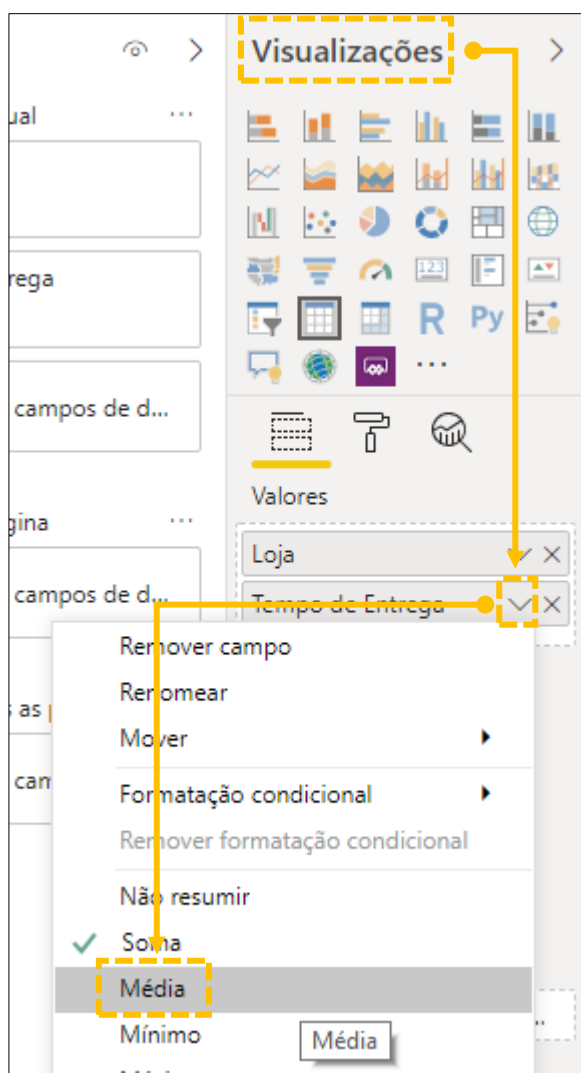 Visualizações
ual
rega
campos de d...
Valores
gina
Loja
campos de d...
Tempo de Entrega
Remover campo
Renomear
s as
Mover
cam
Formatação condicional
Remover formatação condicional
Não resumir
Soma
Média
Mínimo
Média
123
R
Py